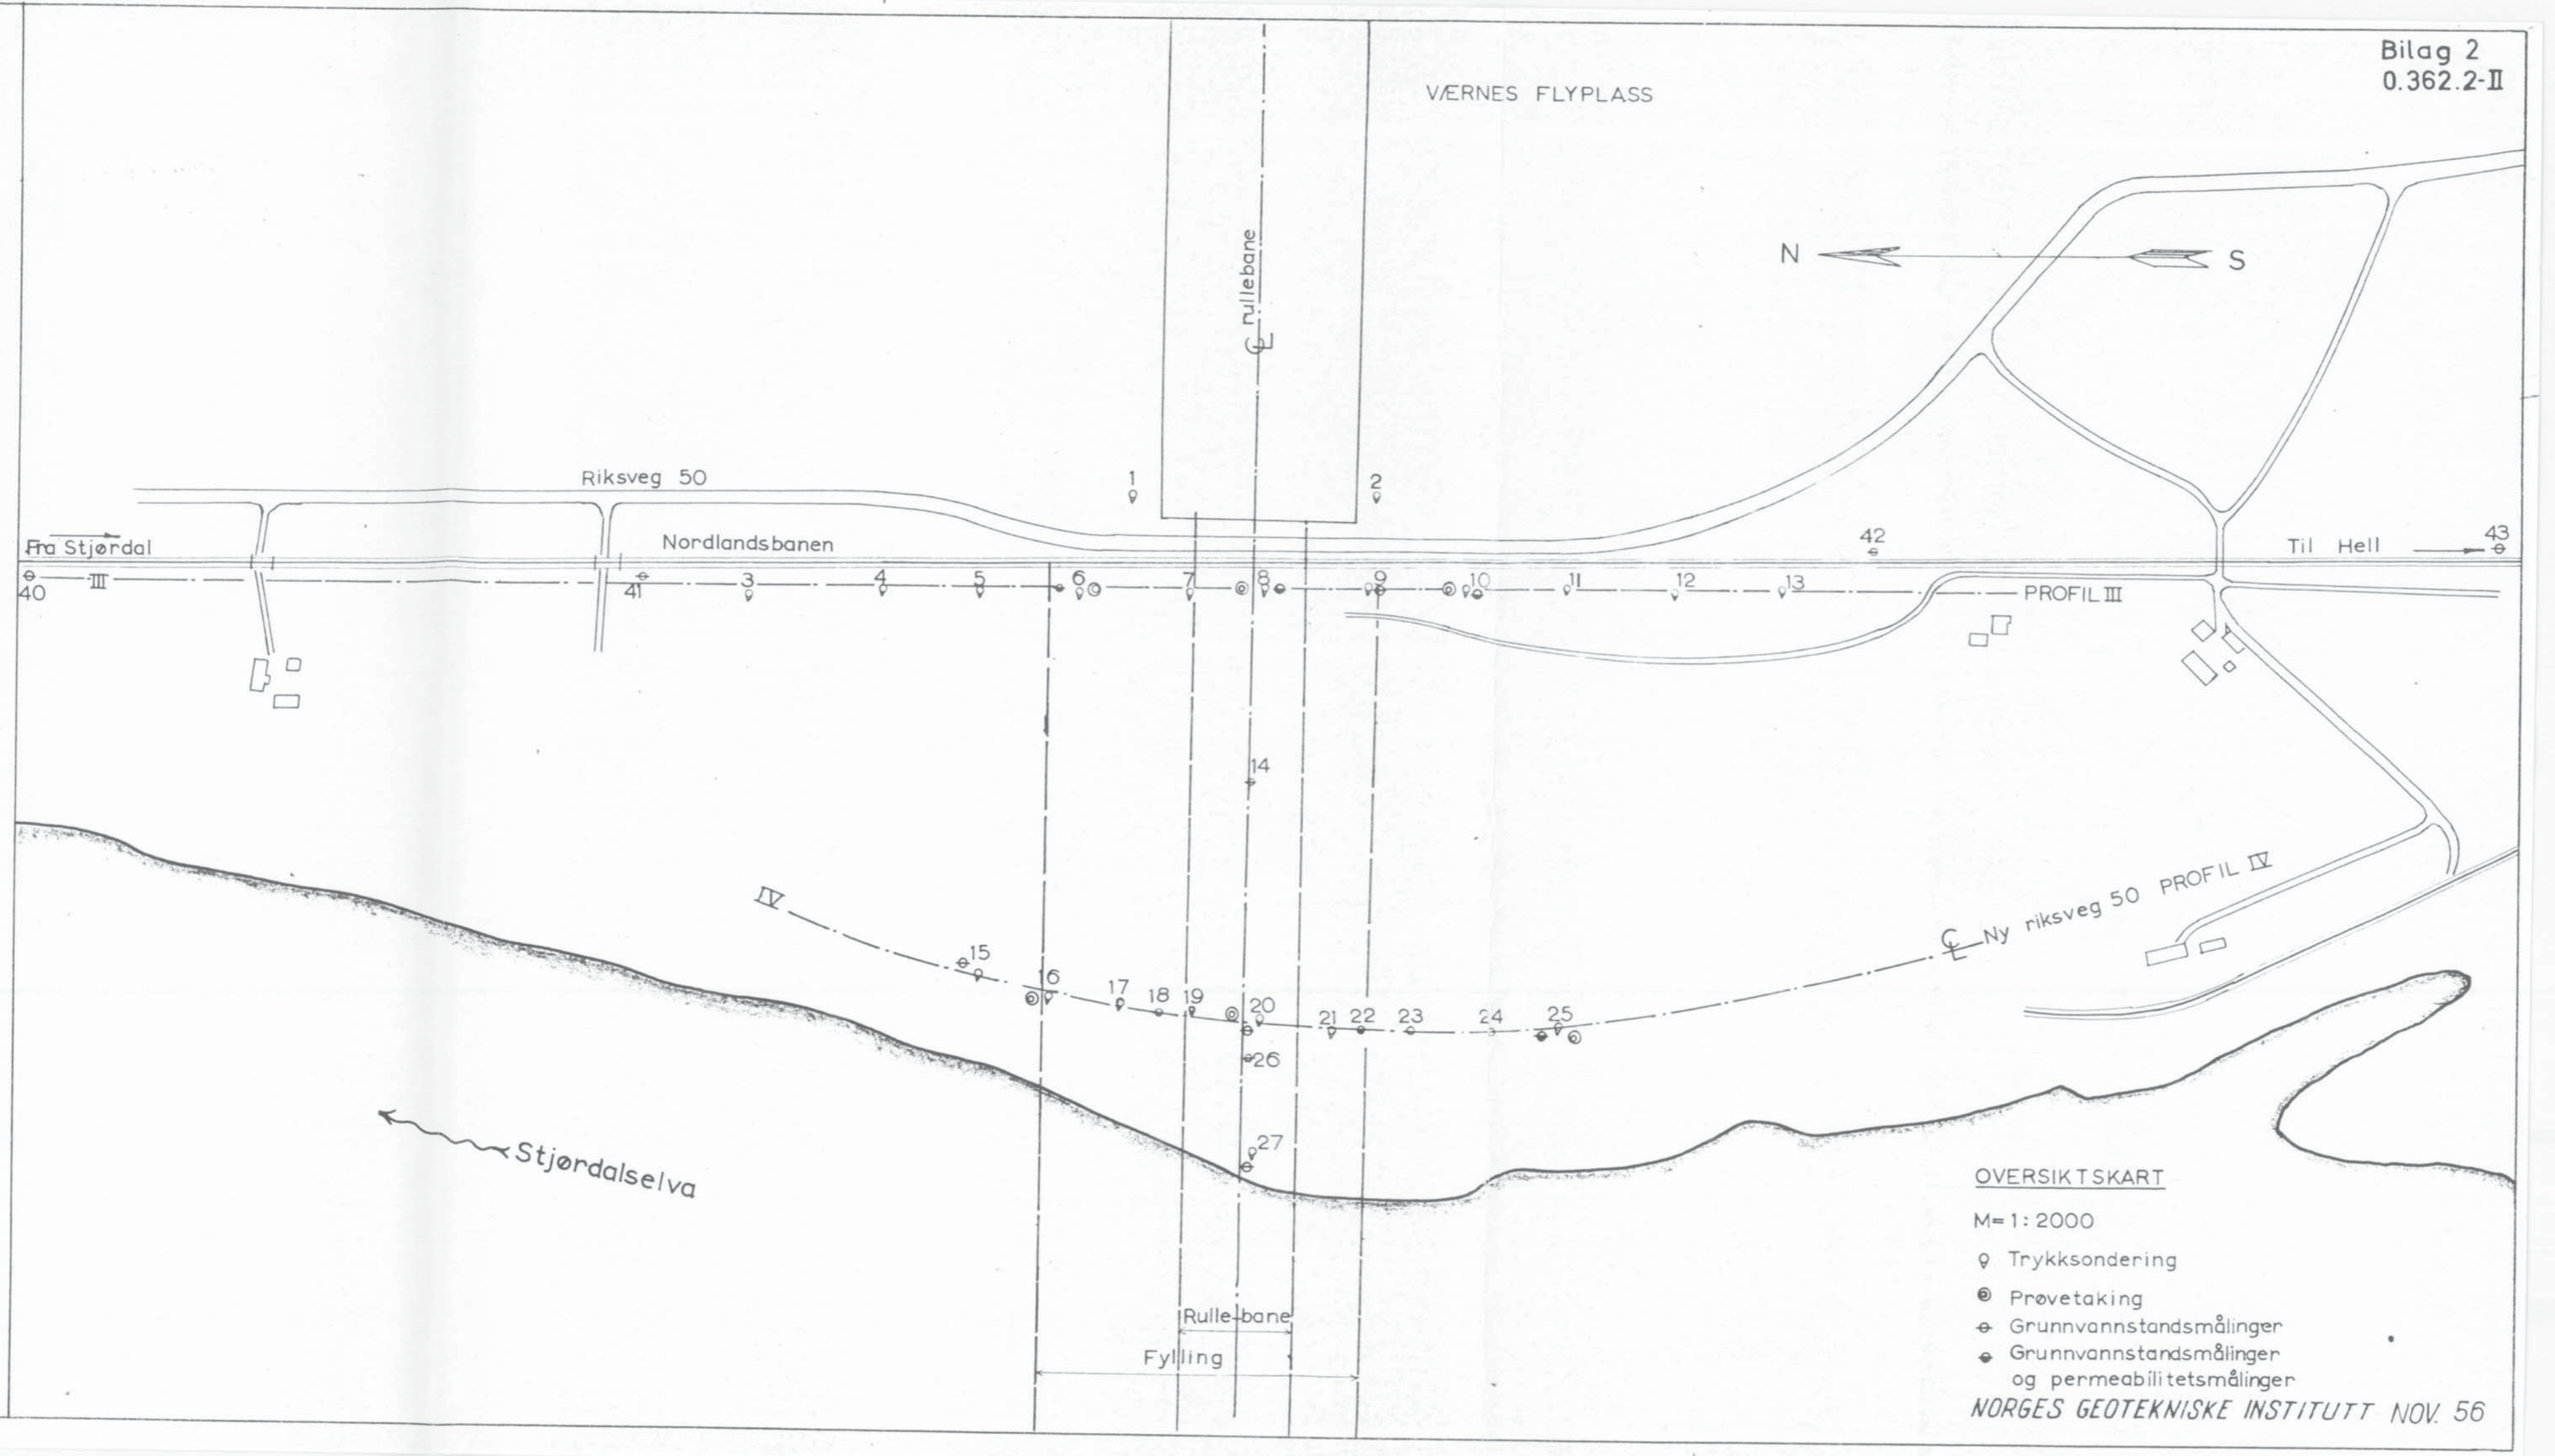 Bilag 2
0.362.2-II
VÆRNES FLYPLASS
℄ rullebane
N
S
Riksveg 50
1
2
Fra Stjørdal
Nordlandsbanen
42
Til Hell
43
40
III
41
3
4
5
6
7
8
9
10
11
12
13
PROFIL III
14
IV
15
16
17
18
19
20
21
22
23
24
25
℄ Ny riksveg 50 PROFIL IV
26
27
Stjørdalselva
Rullebane
Fylling
OVERSIKTSKART
M=1:2000
Trykksondering
Prøvetaking
Grunnvannstandsmålinger
Grunnvannstandsmålinger
og permeabilitetsmålinger
NORGES GEOTEKNISKE INSTITUTT NOV. 56